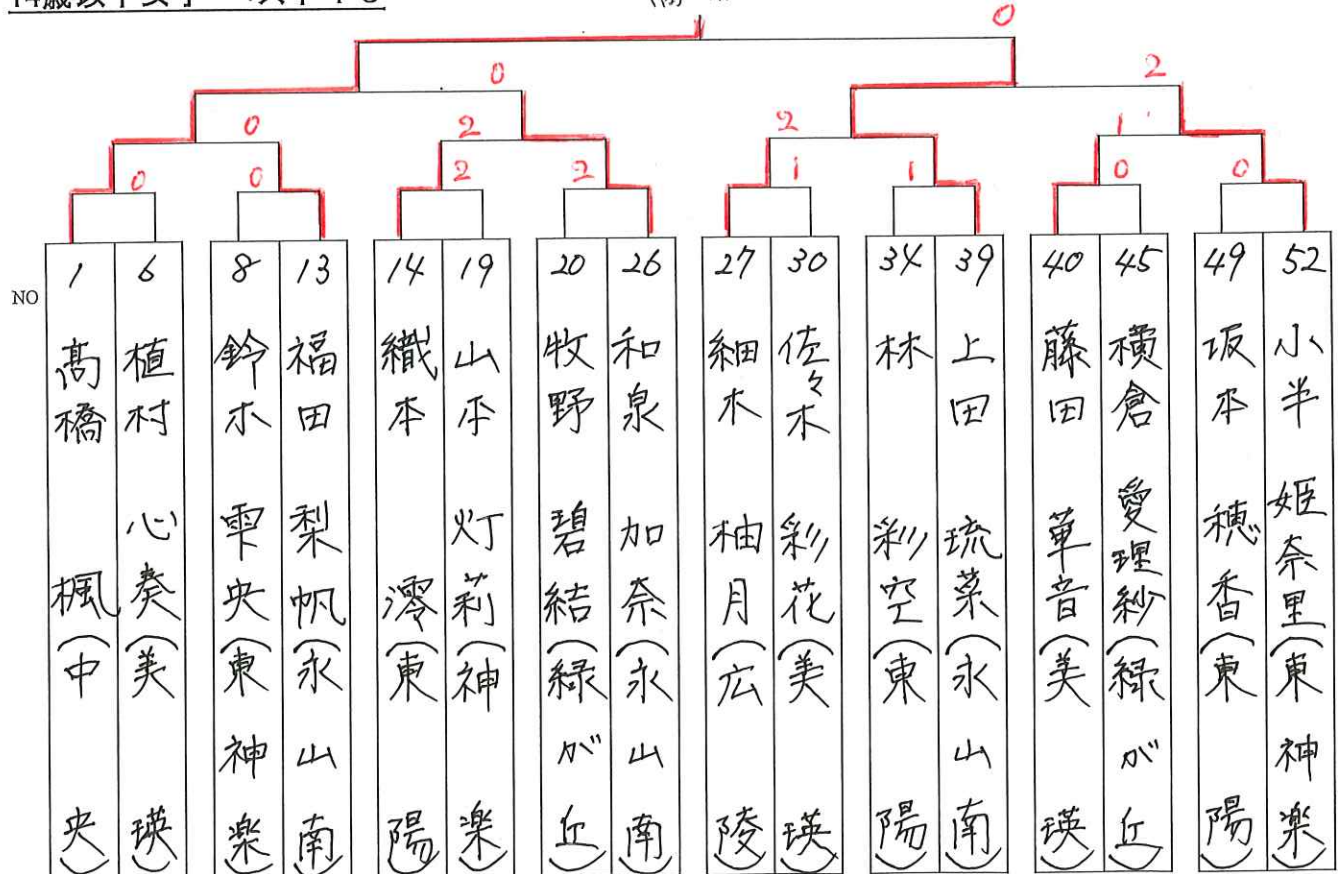 0
0 2
0 2 2 1
0 0 2 2 1 1 0 0
NO
1 髙橋 楓 (中央)
6 植村 心奏 (美瑛)
8 鈴木 雫央 (東神楽)
13 福田 梨帆 (永山南)
14 織本 澪 (東陽)
19 山平 灯莉 (神楽)
20 牧野 碧結 (緑が丘)
26 和泉 加奈 (永山南)
27 細木 柚月 (広陵)
30 佐々木 彩花 (美瑛)
34 林 彩空 (東陽)
39 上田 琉菜 (永山南)
40 藤田 華音 (美瑛)
45 横倉 愛理紗 (緑が丘)
49 坂本 穂香 (東陽)
52 小半 姫奈里 (東神楽)